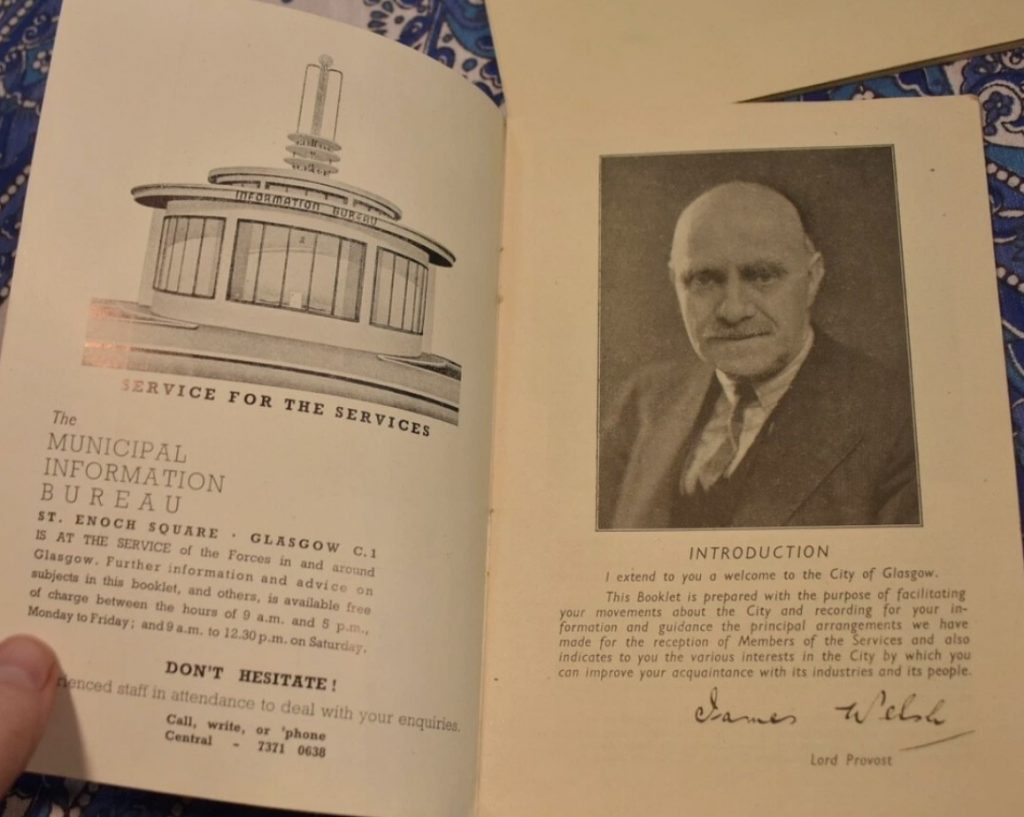 INFORMATION BUREAU
SERVICE FOR THE SERVICES
The
MUNICIPAL
INFORMATION
BUREAU
ST. ENOCH SQUARE · GLASGOW C.1
IS AT THE SERVICE of the Forces in and around
Glasgow. Further information and advice on
subjects in this booklet, and others, is available free
of charge between the hours of 9 a.m. and 5 p.m.,
Monday to Friday; and 9 a.m. to 12.30 p.m. on Saturday.
DON'T HESITATE!
staff in attendance to deal with your enquiries.
Call, write, or 'phone
Central - 7371 0638
INTRODUCTION
I extend to you a welcome to the City of Glasgow.
This Booklet is prepared with the purpose of facilitating
your movements about the City and recording for your in-
formation and guidance the principal arrangements we have
made for the reception of Members of the Services and also
indicates to you the various interests in the City by which you
can improve your acquaintance with its industries and its people.
James Welsh
Lord Provost